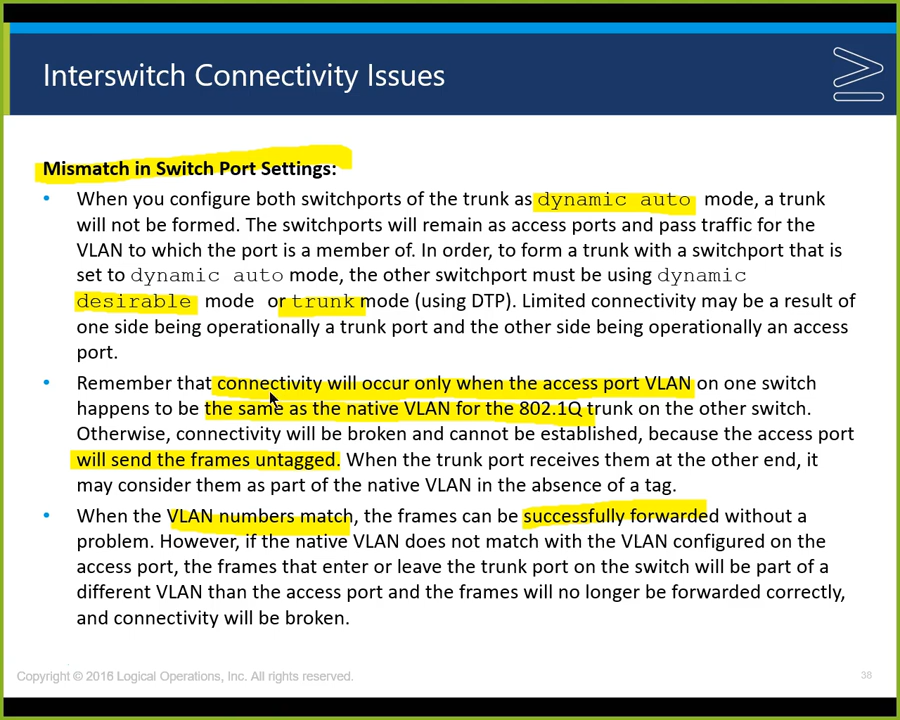 Interswitch Connectivity Issues
Mismatch in Switch Port Settings:
• When you configure both switchports of the trunk as dynamic auto mode, a trunk
will not be formed. The switchports will remain as access ports and pass traffic for the
VLAN to which the port is a member of. In order, to form a trunk with a switchport that is
set to dynamic auto mode, the other switchport must be using dynamic
desirable mode or trunk mode (using DTP). Limited connectivity may be a result of
one side being operationally a trunk port and the other side being operationally an access
port.
• Remember that connectivity will occur only when the access port VLAN on one switch
happens to be the same as the native VLAN for the 802.1Q trunk on the other switch.
Otherwise, connectivity will be broken and cannot be established, because the access port
will send the frames untagged. When the trunk port receives them at the other end, it
may consider them as part of the native VLAN in the absence of a tag.
• When the VLAN numbers match, the frames can be successfully forwarded without a
problem. However, if the native VLAN does not match with the VLAN configured on the
access port, the frames that enter or leave the trunk port on the switch will be part of a
different VLAN than the access port and the frames will no longer be forwarded correctly,
and connectivity will be broken.
Copyright © 2016 Logical Operations, Inc. All rights reserved.
38